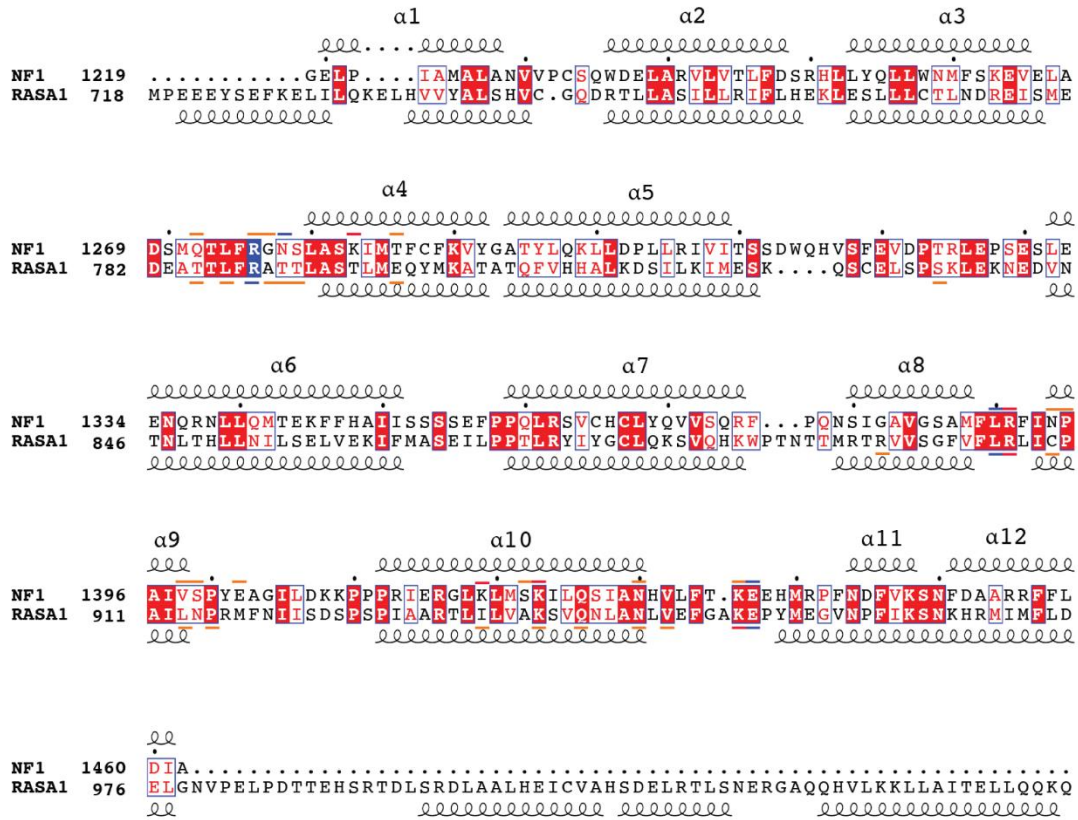 α1 α2 α3
NF1 1219 ..........GELP....IAMALANVVPCSQWDELARVLVTLFDSRHLLYQLLWNMFSKEVELA
RASA1 718 MPEEEYSEFKELILQKELHVVYALSHVC.GQDRTLLASILLRIFLHEKLESLLLCTLNDREISME
α4 α5
NF1 1269 DSMQTLFRGNSLASKIMTFCFKVYGATYLQKLLDPLLRIVITSSDWQHVSFEVDPTRLEPSESLE
RASA1 782 DEATTLFRATTLASTLMEQYMKATATQFVHHALKDSILKIMESK....QSCELSPSKLEKNEDVN
α6 α7 α8
NF1 1334 ENQRNLLQMTEKFFHAIISSSSEFPPQLRSVCHCLYQVVSQRF...PQNSIGAVGSAMFLRFINP
RASA1 846 TNLTHLLNILSELVEKIFMASEILPPTLRYIYGCLQKSVQHKWPTNTTMRTRVVSGFVFLRLICP
α9 α10 α11 α12
NF1 1396 AIVSPYEAGILDKKPPPRIERGLKLMSKILQSIANHVLFT.KEEHMRPFNDFVKSNFDAARRFFL
RASA1 911 AILNPRMFNIISDSPSPIAARTLILVAKSVQNLANLVEFGAKEPYMEGVNPFIKSNKHRMIMFLD
NF1 1460 DIA..............................................................
RASA1 976 ELGNVPELPDTTEHSRTDLSRDLAALHEICVAHSDELRTLSNERGAQQHVLKKLLAITELLQQKQ